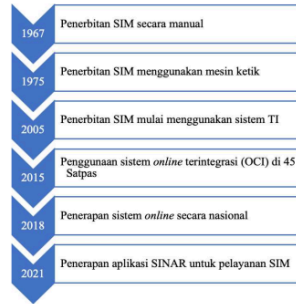 1967
Penerbitan SIM secara manual
1975
Penerbitan SIM menggunakan mesin ketik
2005
Penerbitan SIM mulai menggunakan sistem TI
2015
Penggunaan sistem online terintegrasi (OCI) di 45
Satpas
2018
Penerapan sistem online secara nasional
2021
Penerapan aplikasi SINAR untuk pelayanan SIM